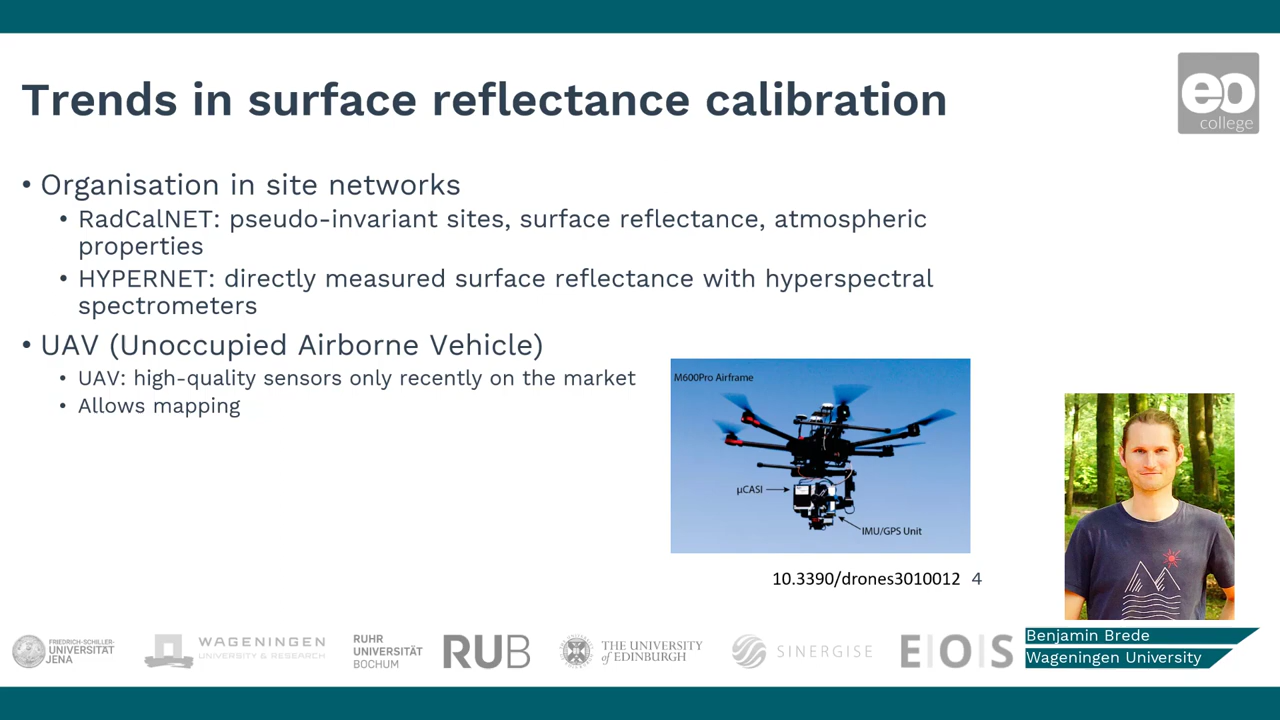 Trends in surface reflectance calibration
eo
college
• Organisation in site networks
• RadCalNET: pseudo-invariant sites, surface reflectance, atmospheric
properties
• HYPERNET: directly measured surface reflectance with hyperspectral
spectrometers
• UAV (Unoccupied Airborne Vehicle)
• UAV: high-quality sensors only recently on the market
• Allows mapping
M600Pro Airframe
µCASI
IMU/GPS Unit
10.3390/drones3010012 4
Benjamin Brede
Wageningen University
FRIEDRICH-SCHILLER-
UNIVERSITÄT
JENA
WAGENINGEN
UNIVERSITY & RESEARCH
RUHR
UNIVERSITÄT
BOCHUM
RUB
THE UNIVERSITY
of EDINBURGH
SINERGISE
E|O|S